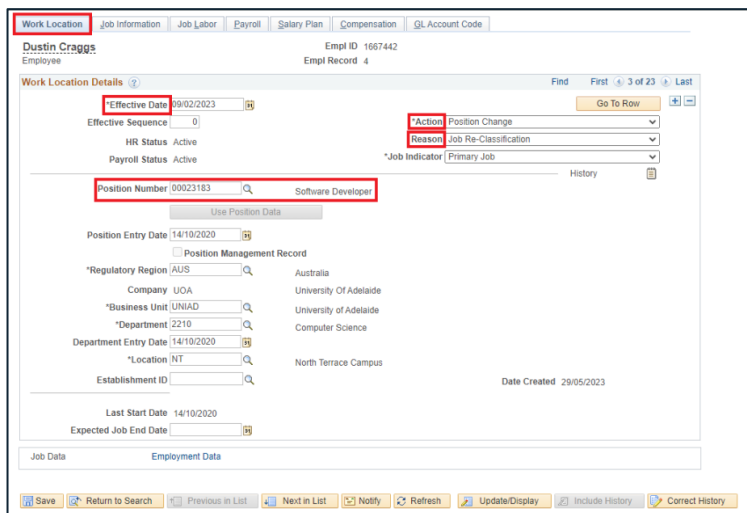 Work Location Job Information Job Labor Payroll Salary Plan Compensation GL Account Code
Dustin Craggs Empl ID 1667442
Employee Empl Record 4
Work Location Details ? Find First 3 of 23 Last
*Effective Date 09/02/2023 31 Go To Row + -
Effective Sequence 0 *Action Position Change
HR Status Active Reason Job Re-Classification
Payroll Status Active *Job Indicator Primary Job
History
Position Number 00023183 Software Developer
Use Position Data
Position Entry Date 14/10/2020 31
Position Management Record
*Regulatory Region AUS Australia
Company UOA University Of Adelaide
*Business Unit UNIAD University of Adelaide
*Department 2210 Computer Science
Department Entry Date 14/10/2020 31
*Location NT North Terrace Campus
Establishment ID Date Created 29/05/2023
Last Start Date 14/10/2020
Expected Job End Date 31
Job Data Employment Data
Save Return to Search Previous in List Next in List Notify Refresh Update/Display Include History Correct History